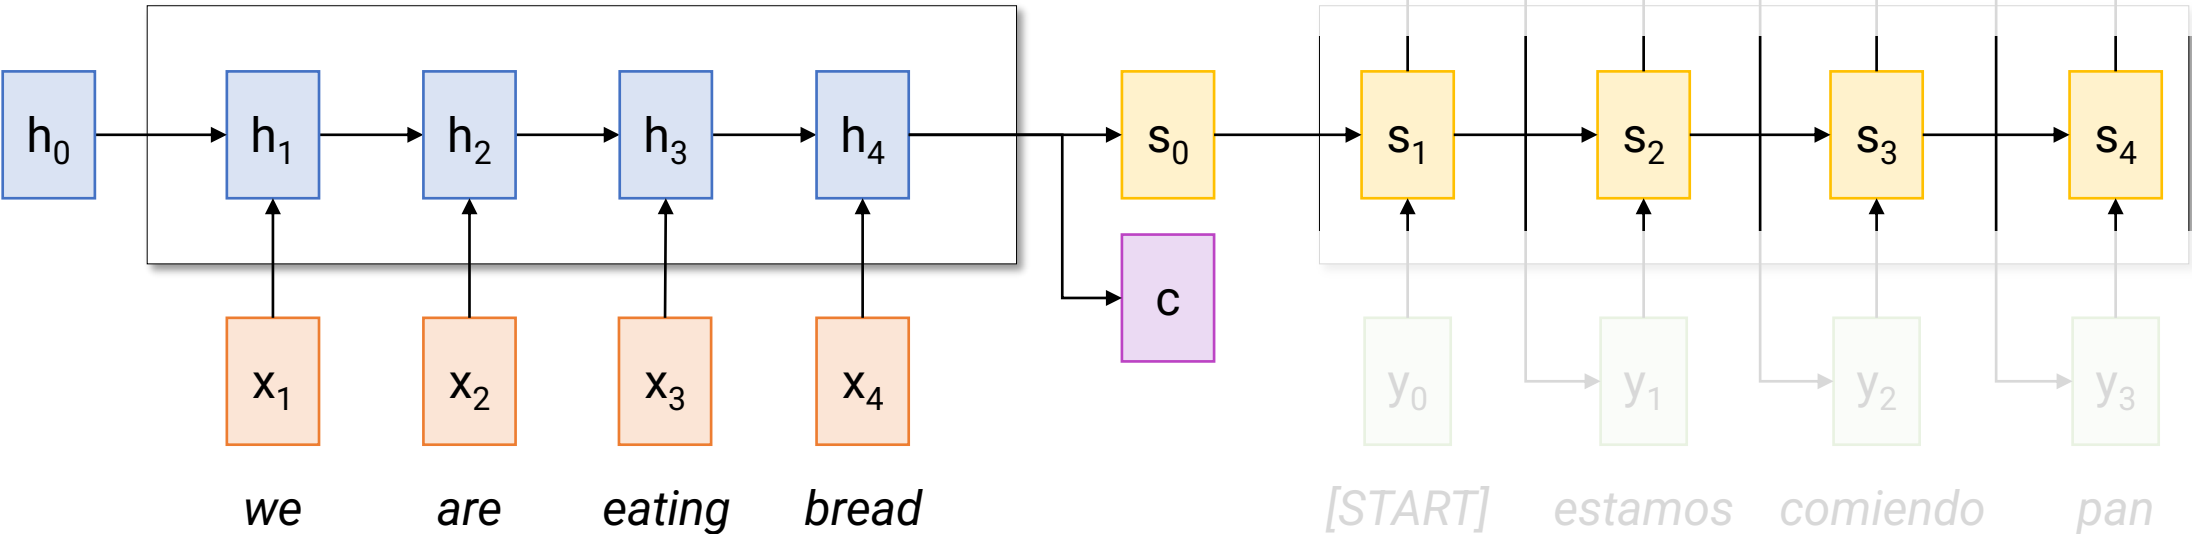 h0 h1 h2 h3 h4 s0 s1 s2 s3 s4
c
x1 x2 x3 x4 y0 y1 y2 y3
we are eating bread [START] estamos comiendo pan